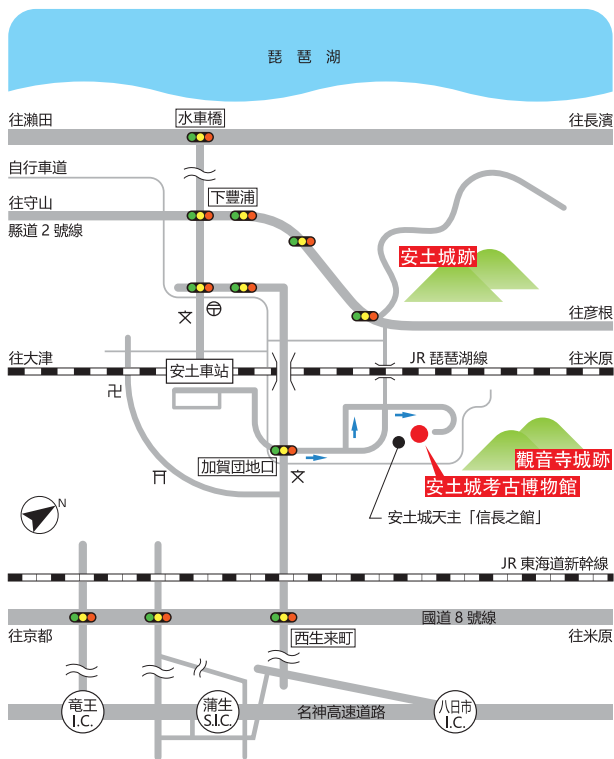 琵琶湖
往瀨田
水車橋
往長濱
自行車道
往守山
下豐浦
縣道2號線
安土城跡
往彦根
文
〒
往大津
安土車站
JR 琵琶湖線
往米原
卍
加賀団地口
文
觀音寺城跡
安土城考古博物館
安土城天主「信長之館」
N
JR 東海道新幹線
國道8號線
往京都
西生来町
往米原
竜王
I.C.
蒲生
S.I.C.
名神高速道路
八日市
I.C.